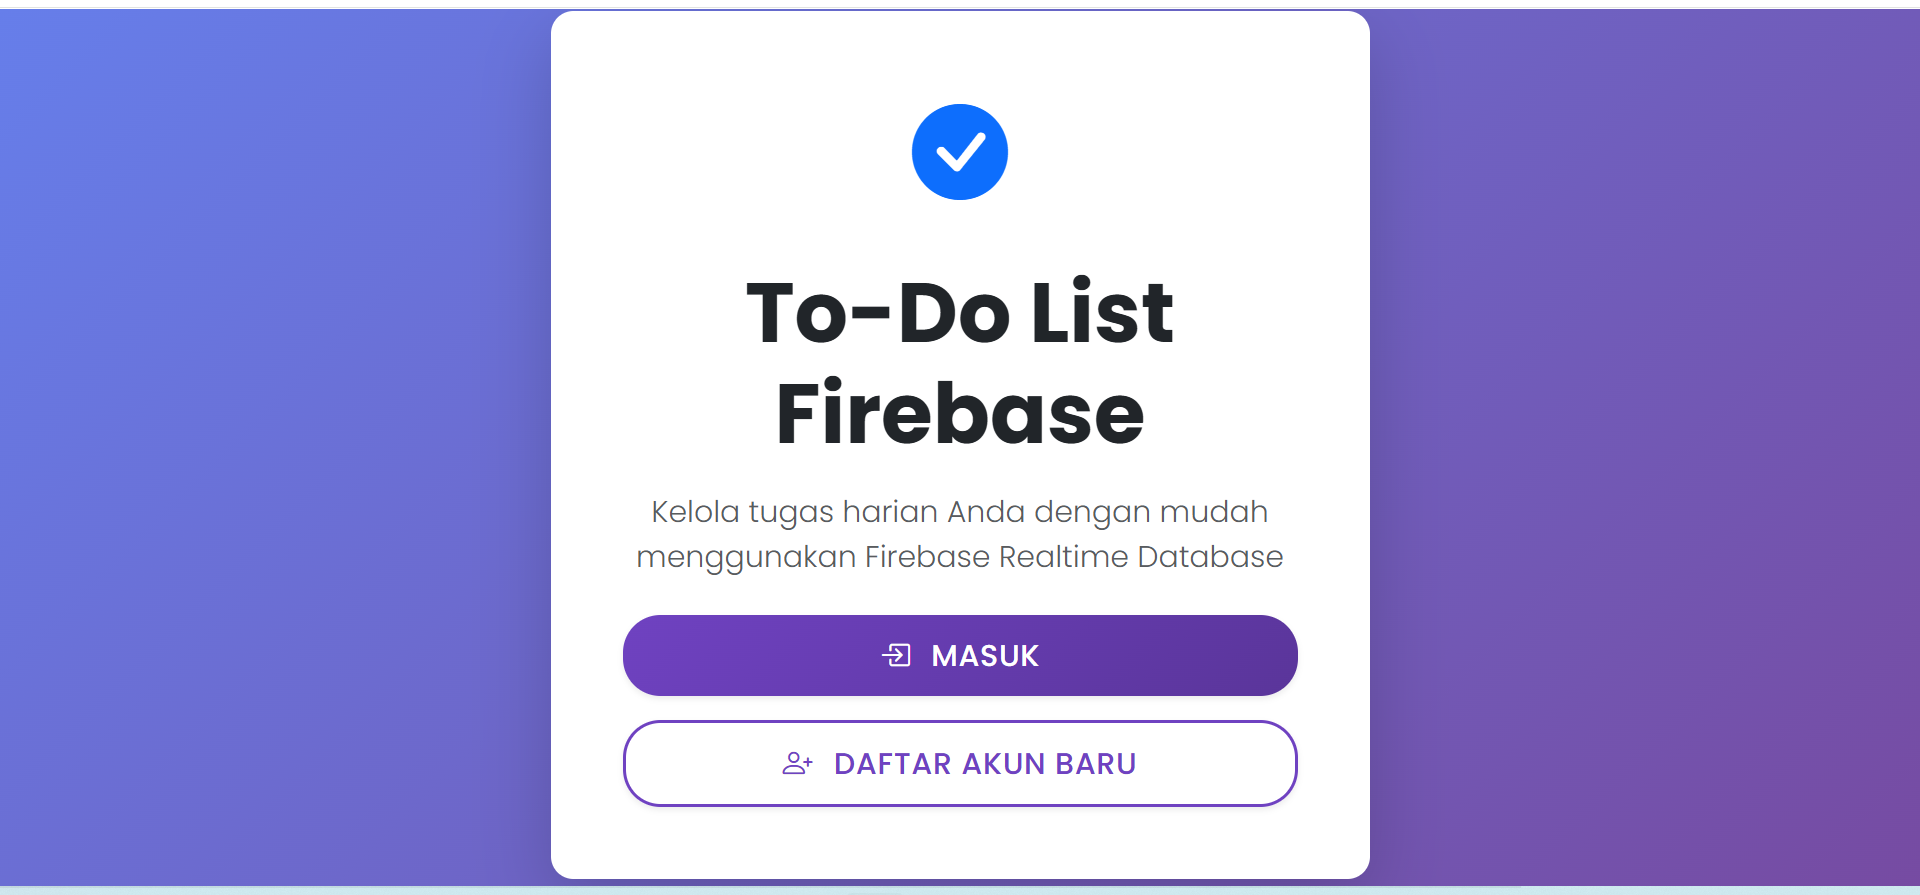 To-Do List
Firebase
Kelola tugas harian Anda dengan mudah
menggunakan Firebase Realtime Database
MASUK
DAFTAR AKUN BARU